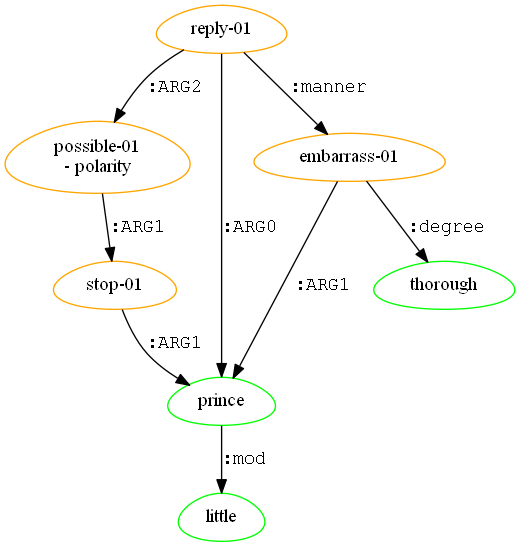 reply-01
:ARG2
:manner
possible-01
- polarity
embarrass-01
:ARG1
:ARG0
:degree
stop-01
:ARG1
thorough
:ARG1
prince
:mod
little